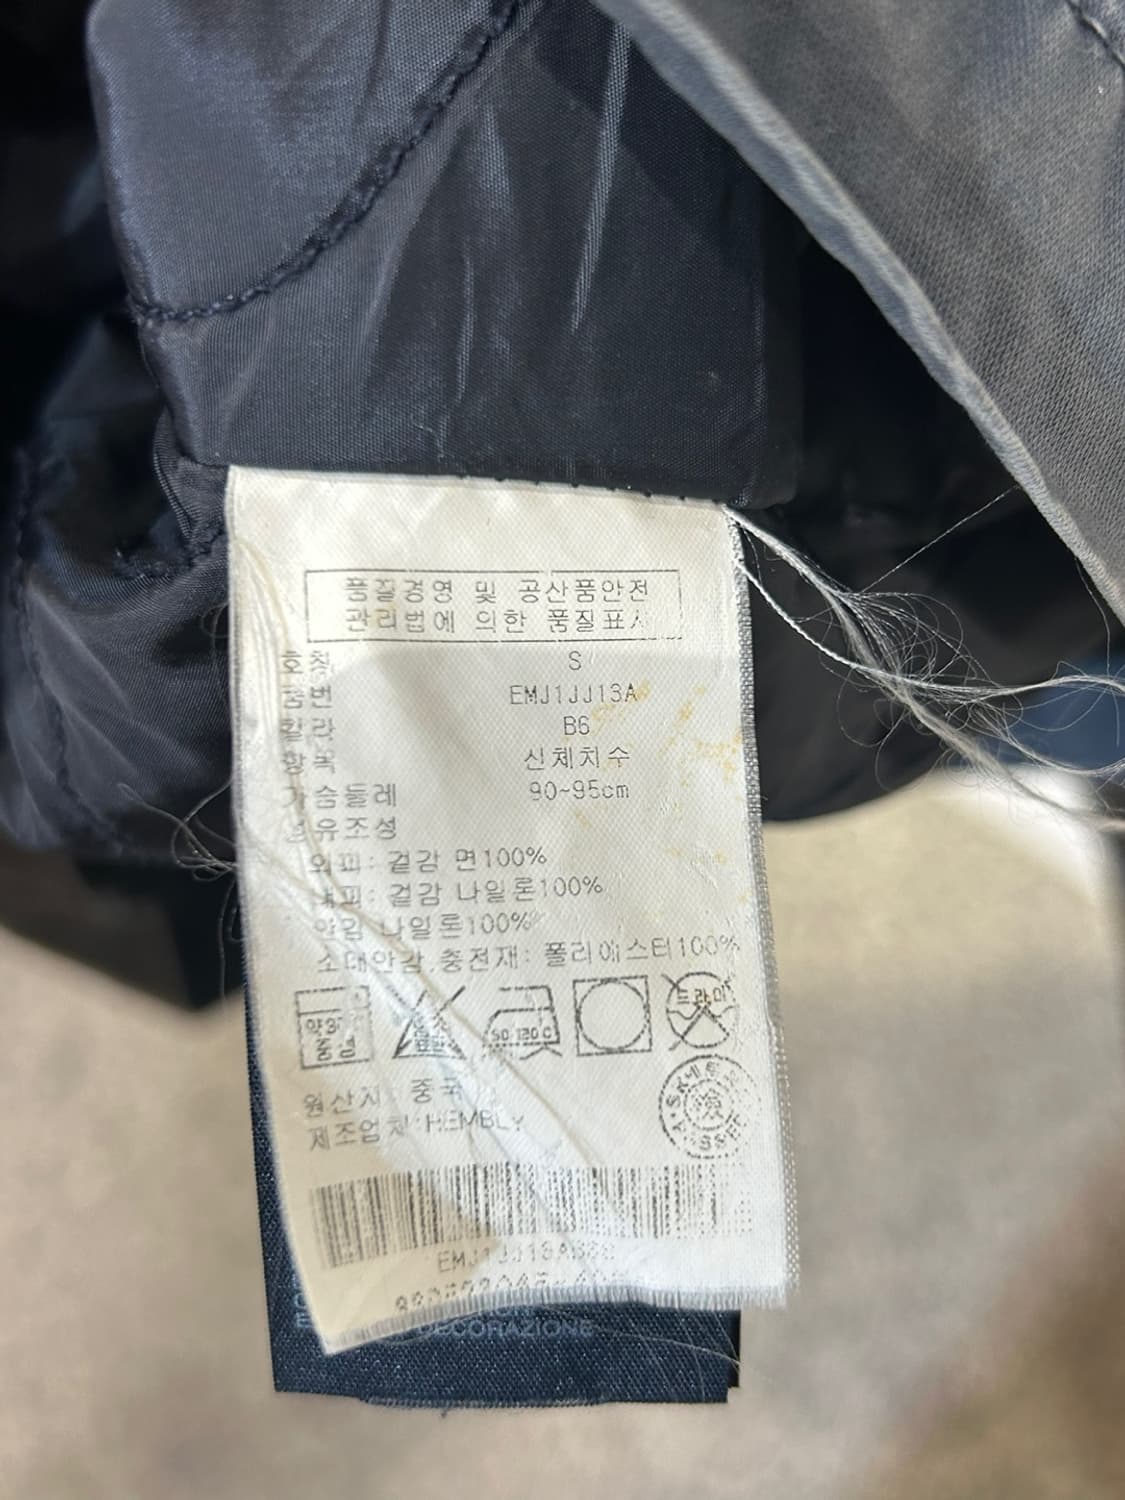 품질경영 및 공산품안전
관리법에 의한 품질표시
호칭 S
품번 EMJ1JJ13A
칼라 B6
항목 신체치수
가슴둘레 90~95cm
섬유조성
외피: 겉감 면100%
내피: 겉감 나일론100%
안감 나일론100%
소매안감,충전재: 폴리에스터100%
약30
중성
50 120℃
드라이
원산지: 중국
제조업체: HEMBLY
DECORAZIONE